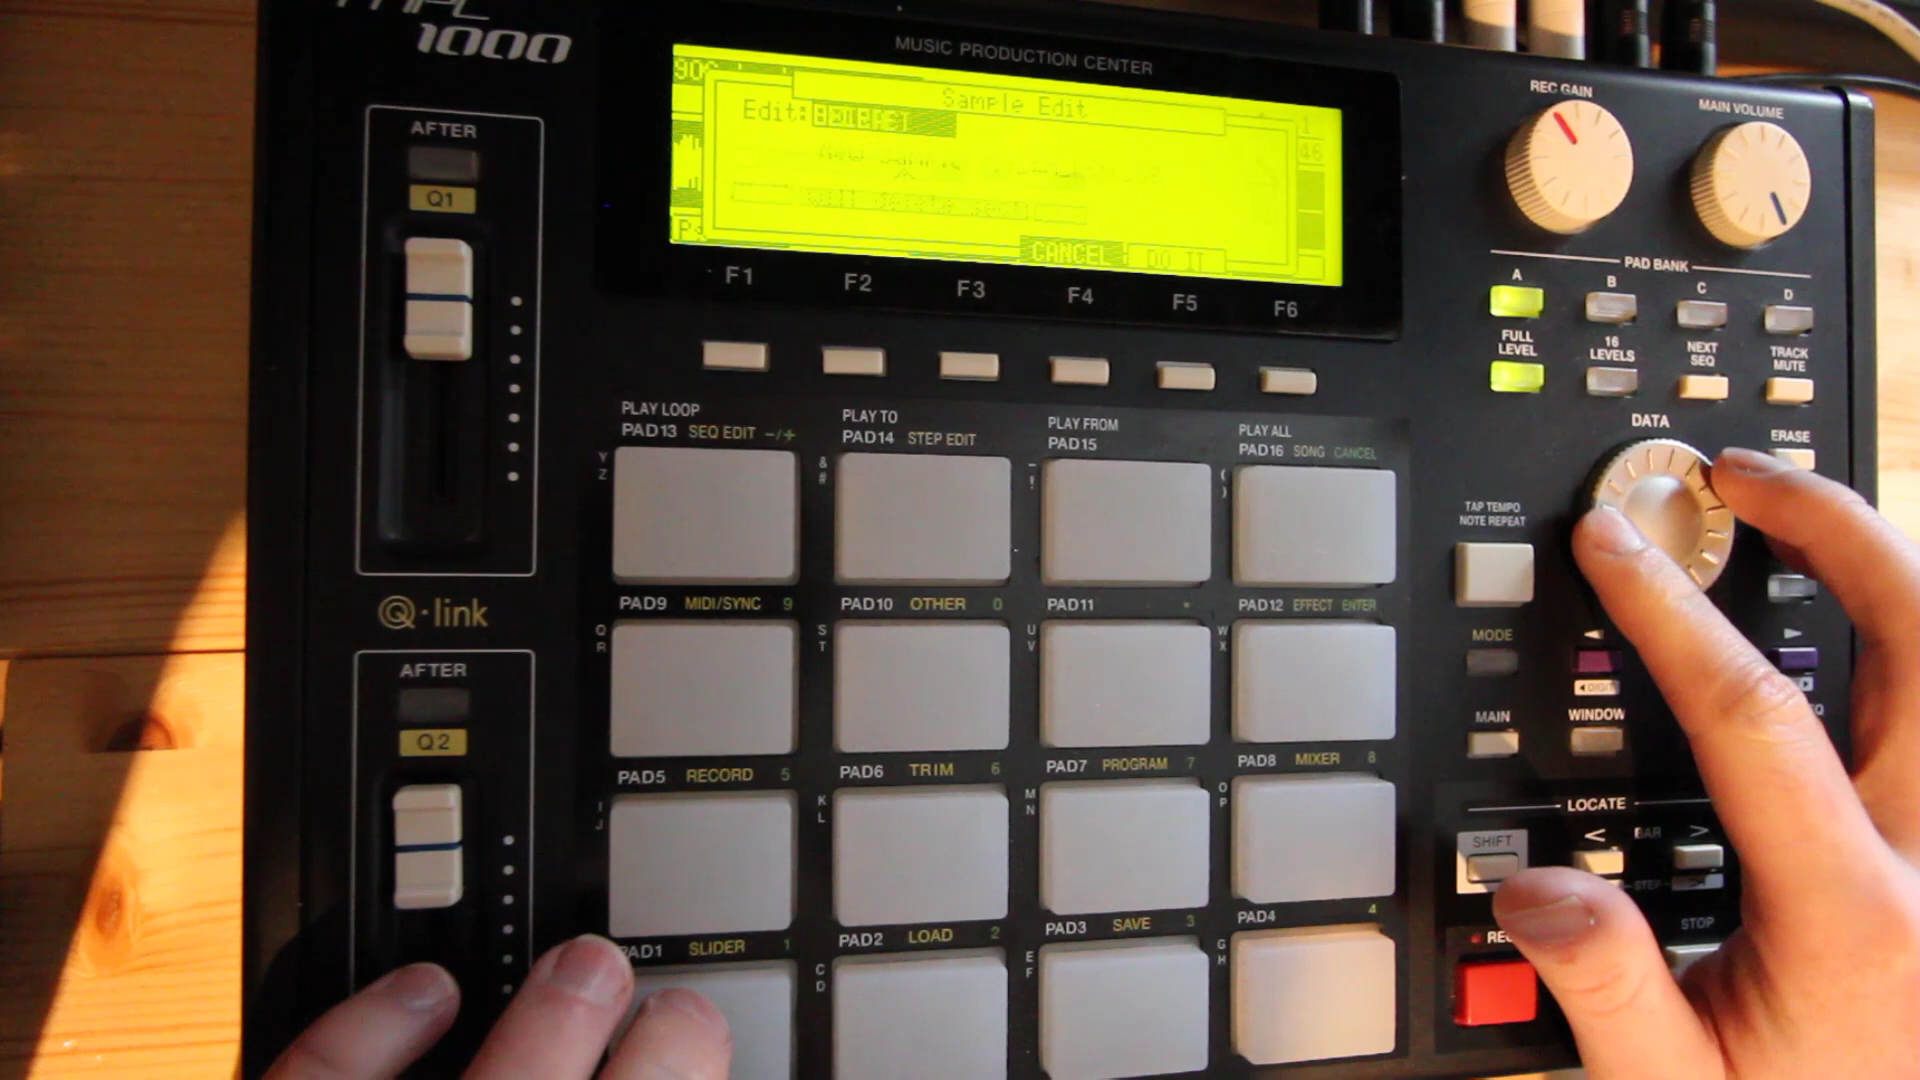 MPC
1000
MUSIC PRODUCTION CENTER
Sample Edit
Edit:
New sample
CANCEL DO IT
F1 F2 F3 F4 F5 F6
AFTER
Q1
Q-link
AFTER
Q2
REC GAIN
MAIN VOLUME
PAD BANK
A B C D
FULL LEVEL
16 LEVELS
NEXT SEQ
TRACK MUTE
DATA
ERASE
TAP TEMPO
NOTE REPEAT
MODE
MAIN
WINDOW
LOCATE
SHIFT
< BAR >
STEP
STOP
PLAY LOOP
PAD13 SEQ EDIT −/+
PLAY TO
PAD14 STEP EDIT
PLAY FROM
PAD15
PLAY ALL
PAD16 SONG CANCEL
Y Z
& #
– !
( )
PAD9 MIDI/SYNC 9
PAD10 OTHER 0
PAD11
PAD12 EFFECT ENTER
Q R
S T
U V
W X
PAD5 RECORD 5
PAD6 TRIM 6
PAD7 PROGRAM 7
PAD8 MIXER 8
I J
K L
M N
O P
PAD1 SLIDER 1
PAD2 LOAD 2
PAD3 SAVE 3
PAD4 4
C D
E F
G H